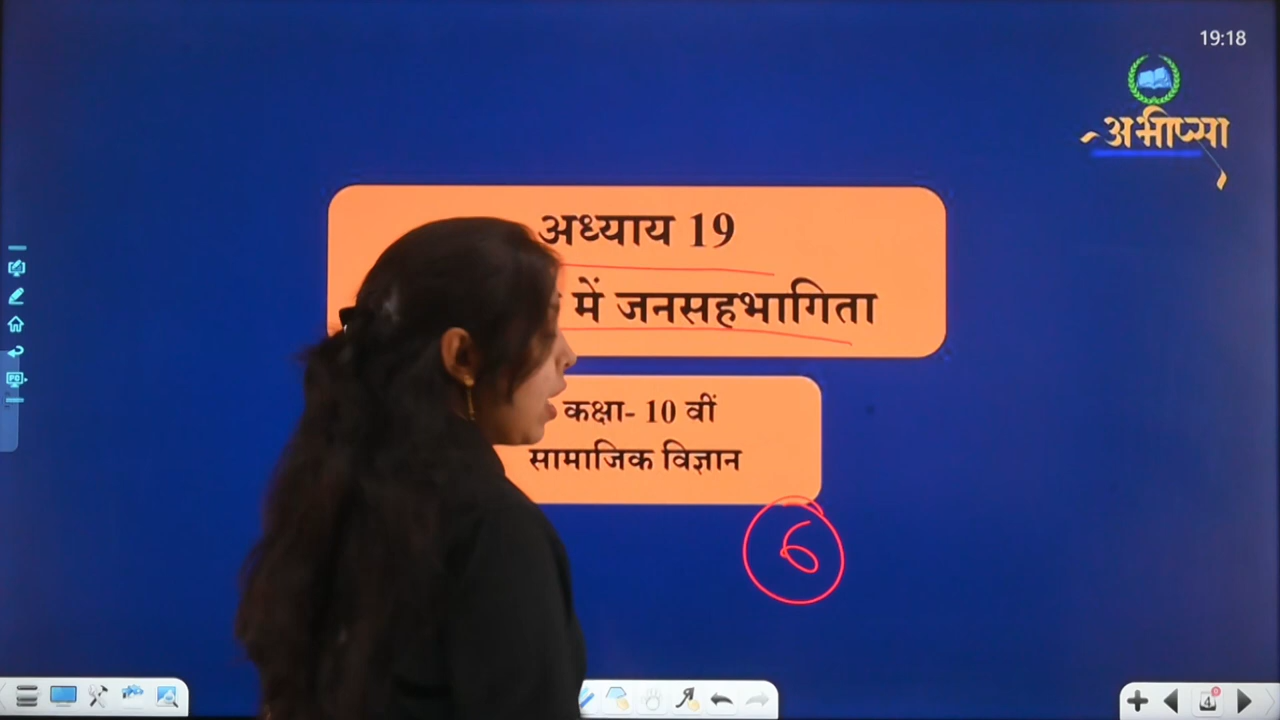 19:18
अभीप्सा
अध्याय 19
में जनसहभागिता
कक्षा- 10 वीं
सामाजिक विज्ञान
6